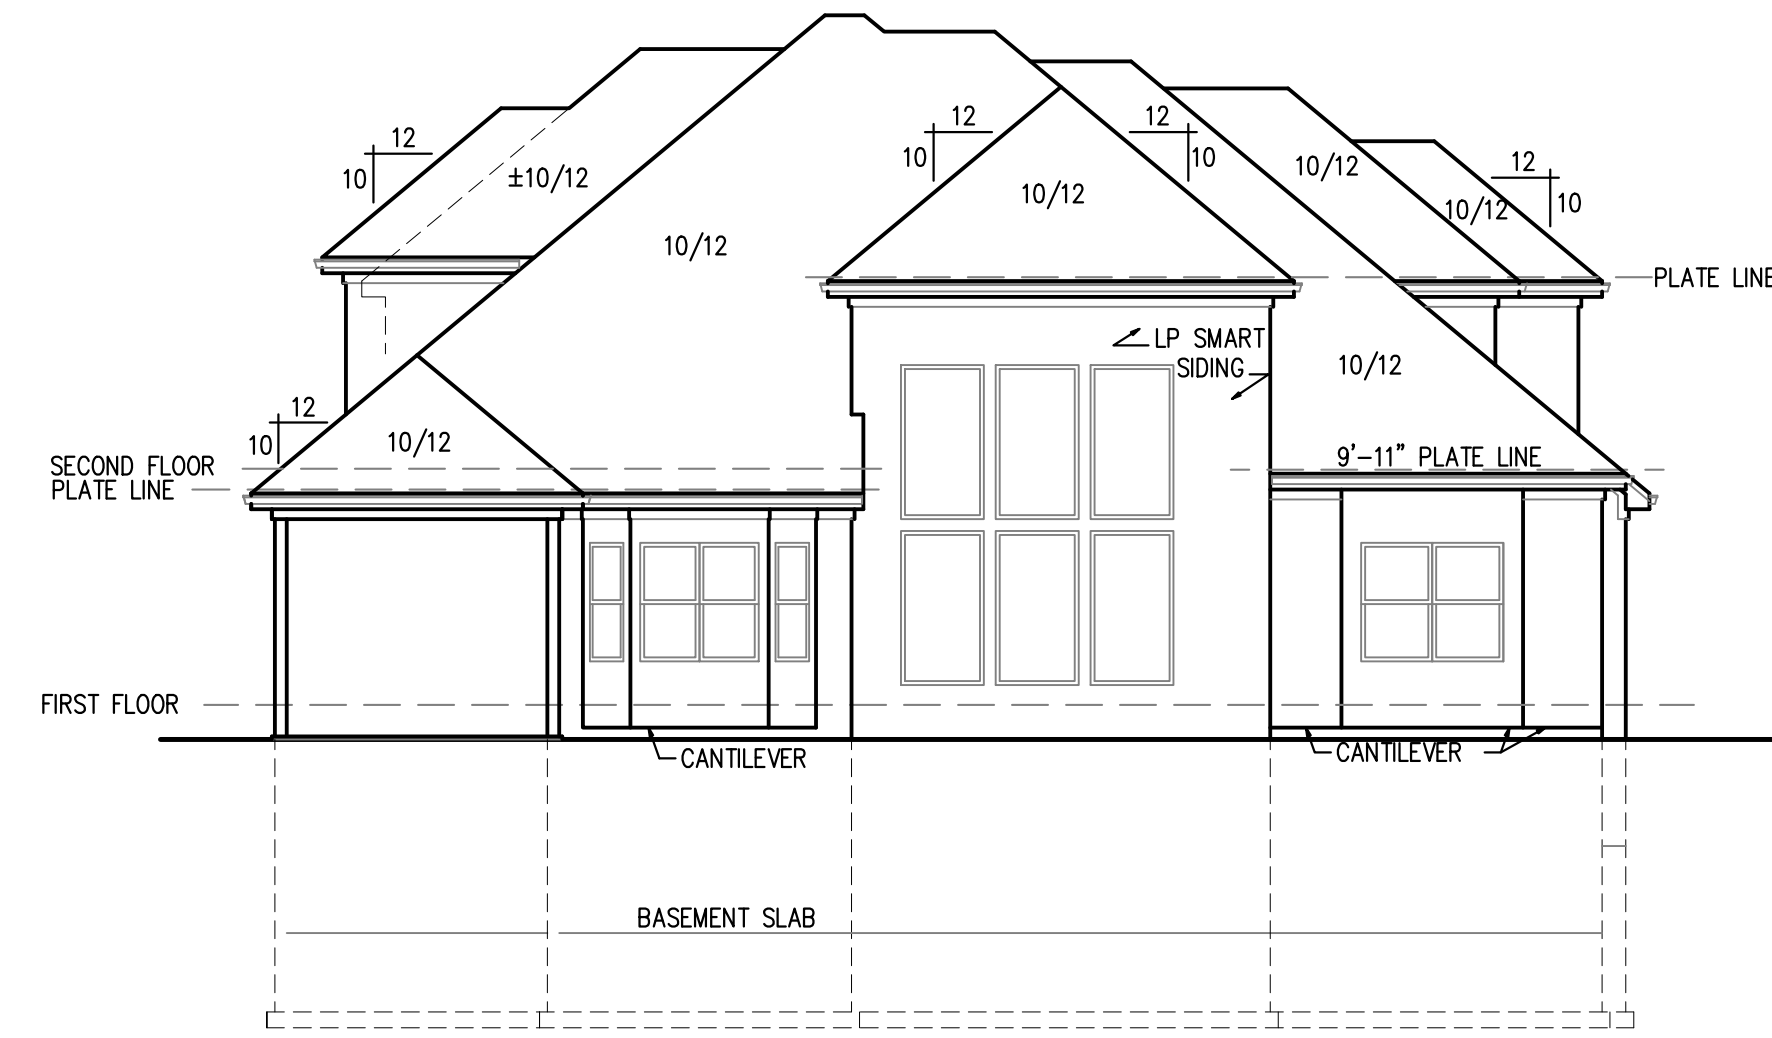 12
10
±10/12
10/12
12
10
10/12
12
10
10/12
12
10
10/12
PLATE LINE
LP SMART
SIDING
10/12
12
10
10/12
9'-11" PLATE LINE
SECOND FLOOR
PLATE LINE
FIRST FLOOR
CANTILEVER
CANTILEVER
BASEMENT SLAB